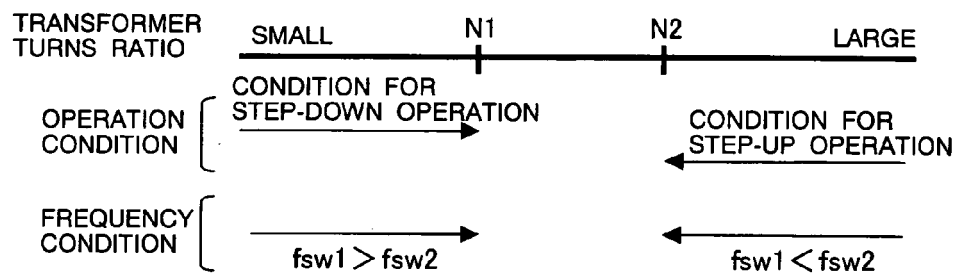 TRANSFORMER
TURNS RATIO
SMALL
N1
N2
LARGE
OPERATION
CONDITION
CONDITION FOR
STEP-DOWN OPERATION
CONDITION FOR
STEP-UP OPERATION
FREQUENCY
CONDITION
fsw1 > fsw2
fsw1 < fsw2